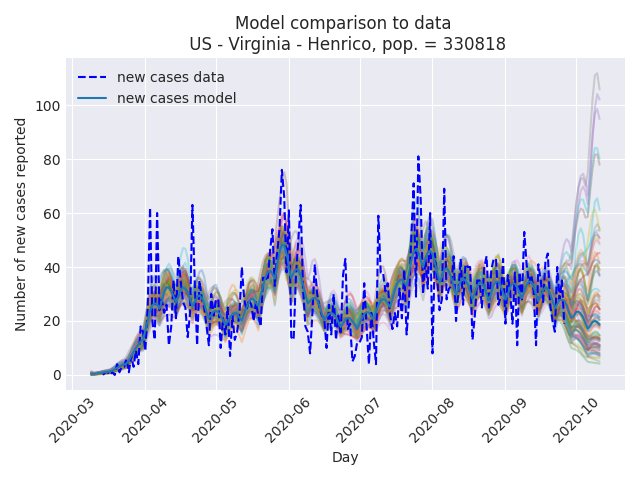 Model comparison to data
US - Virginia - Henrico, pop. = 330818
new cases data
new cases model
Number of new cases reported
100
80
60
40
20
0
2020-03
2020-04
2020-05
2020-06
2020-07
2020-08
2020-09
2020-10
Day